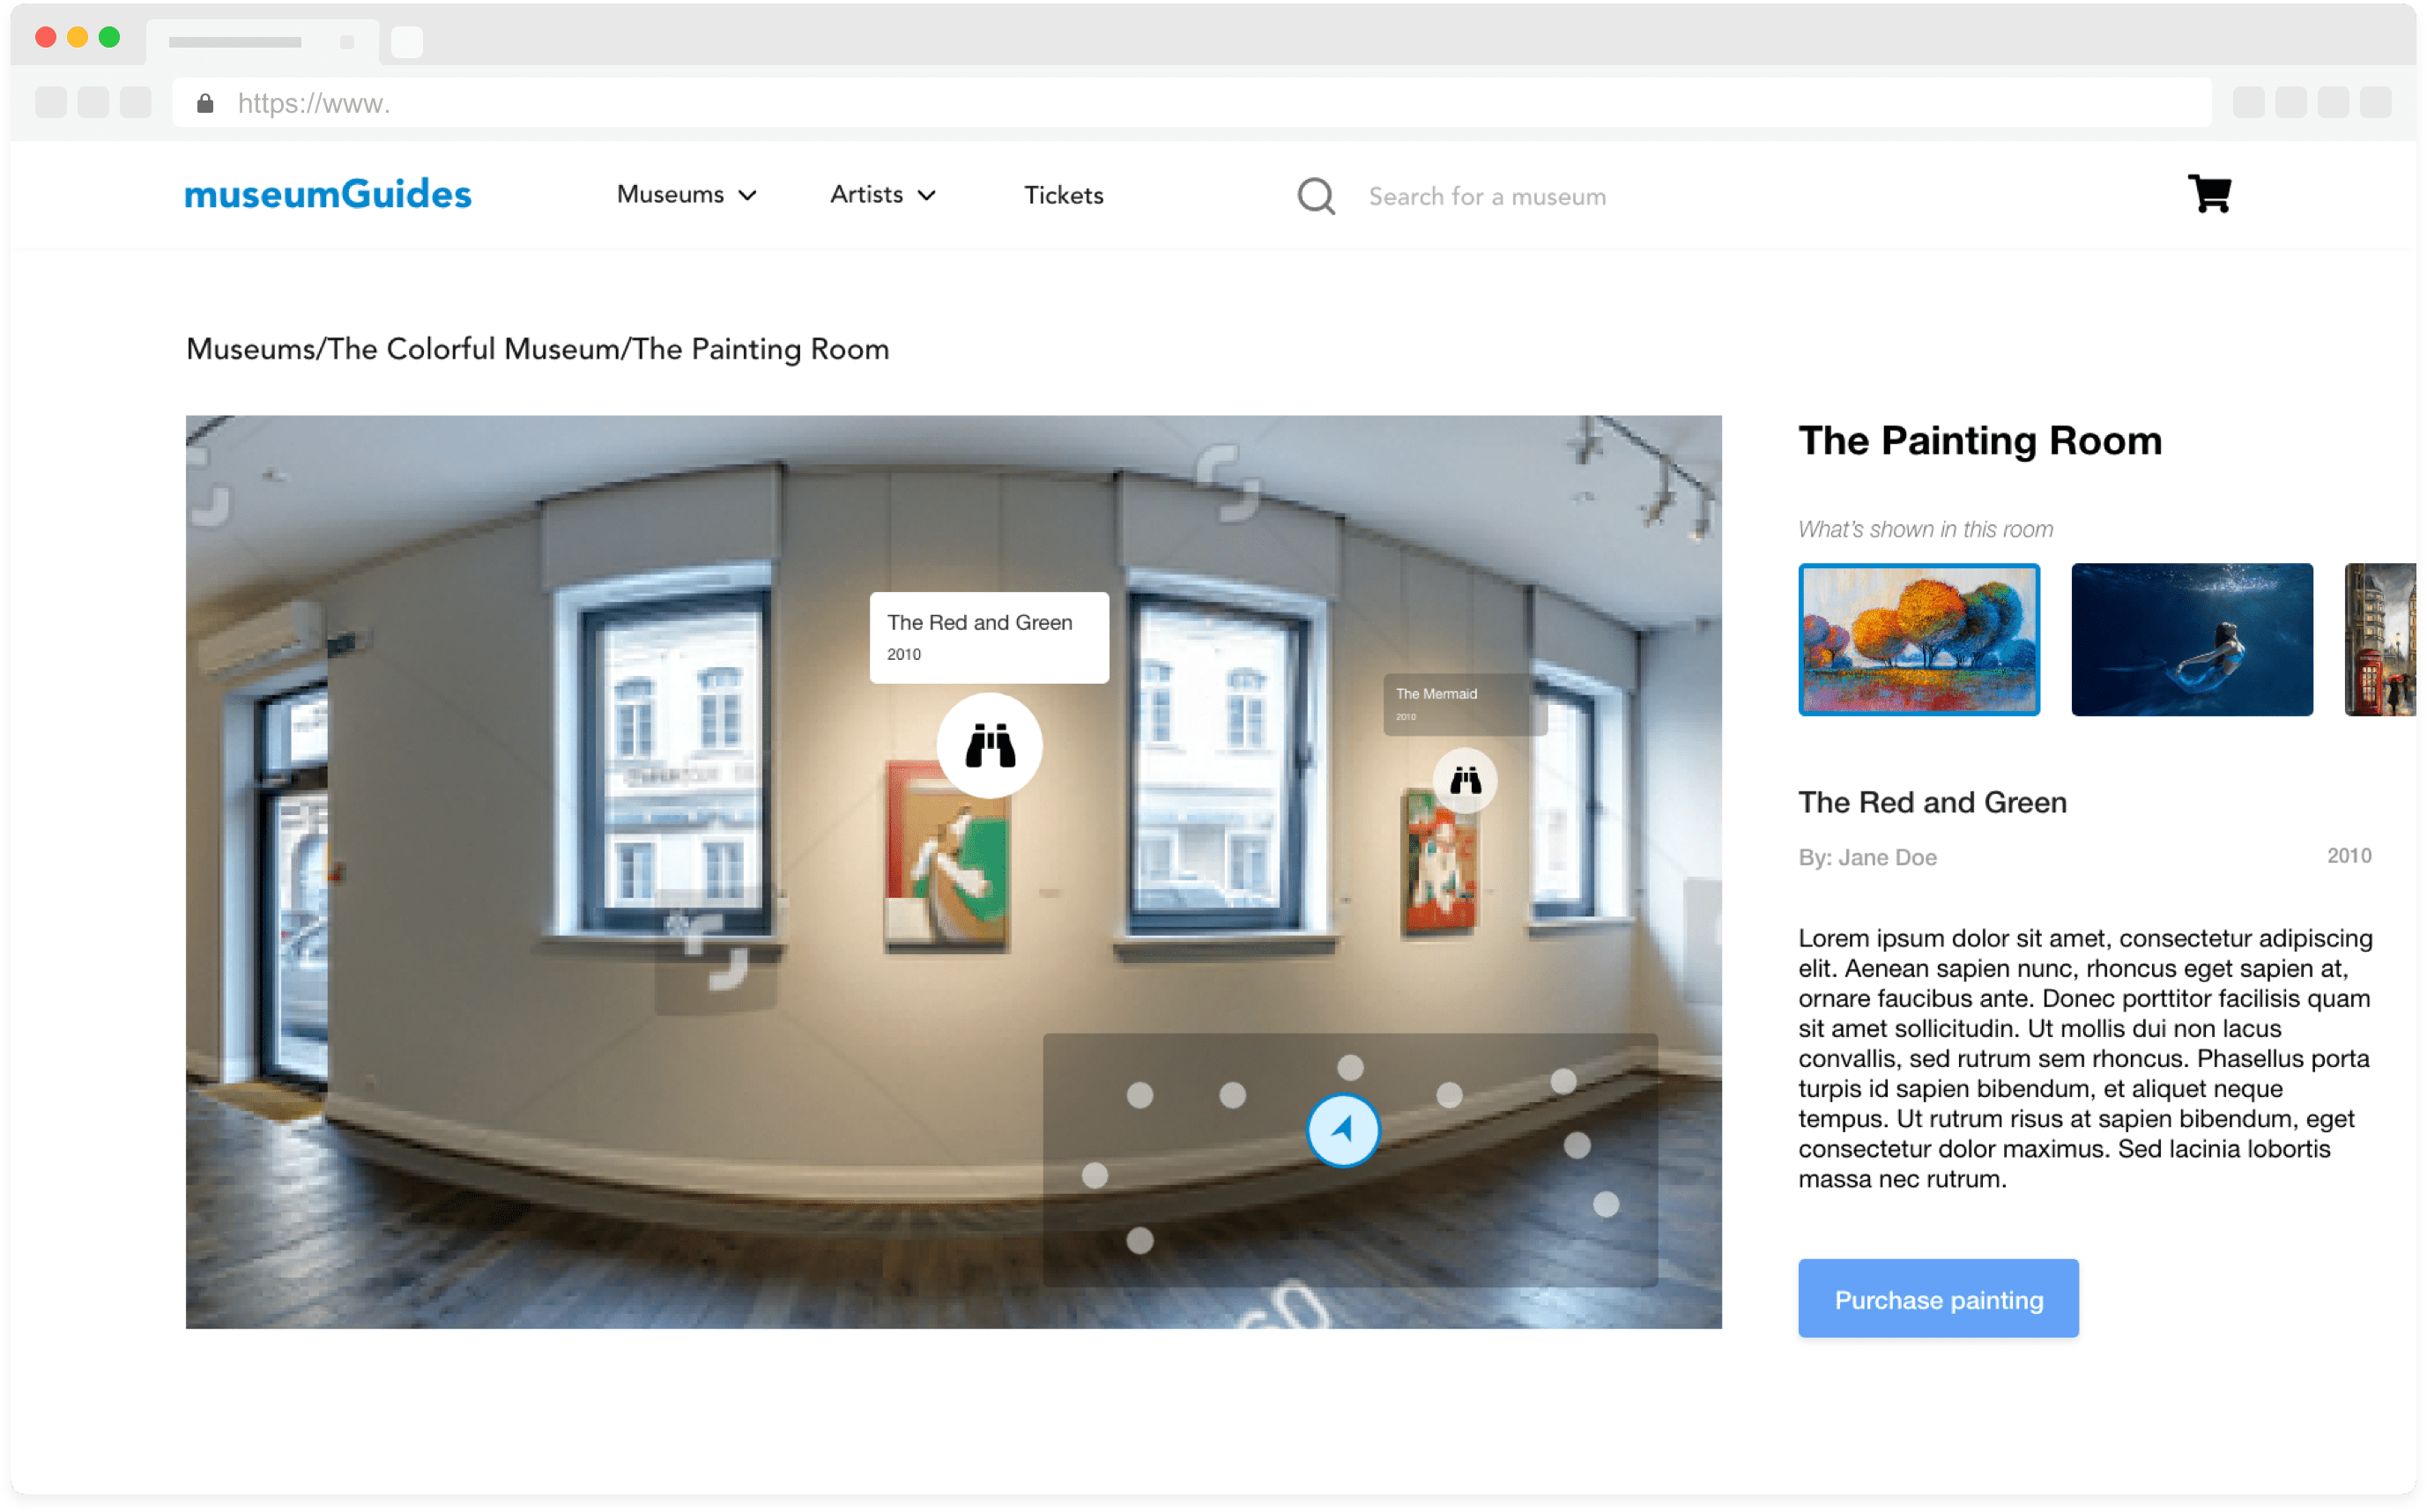 https://www.
museumGuides
Museums
Artists
Tickets
Search for a museum
Museums/The Colorful Museum/The Painting Room
The Red and Green
2010
The Mermaid
2010
The Painting Room
What's shown in this room
The Red and Green
By: Jane Doe
2010
Lorem ipsum dolor sit amet, consectetur adipiscing
elit. Aenean sapien nunc, rhoncus eget sapien at,
ornare faucibus ante. Donec porttitor facilisis quam
sit amet sollicitudin. Ut mollis dui non lacus
convallis, sed rutrum sem rhoncus. Phasellus porta
turpis id sapien bibendum, et aliquet neque
tempus. Ut rutrum risus at sapien bibendum, eget
consectetur dolor maximus. Sed lacinia lobortis
massa nec rutrum.
Purchase painting